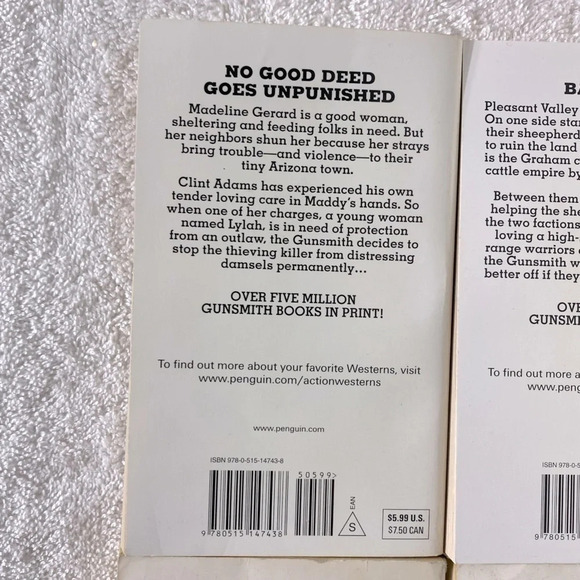 NO GOOD DEED
GOES UNPUNISHED
Madeline Gerard is a good woman,
sheltering and feeding folks in need. But
her neighbors shun her because her strays
bring trouble—and violence—to their
tiny Arizona town.
Clint Adams has experienced his own
tender loving care in Maddy's hands. So
when one of her charges, a young woman
named Lylah, is in need of protection
from an outlaw, the Gunsmith decides to
stop the thieving killer from distressing
damsels permanently...
OVER FIVE MILLION
GUNSMITH BOOKS IN PRINT!
To find out more about your favorite Westerns, visit
www.penguin.com/actionwesterns
www.penguin.com
ISBN 978-0-515-14743-8
50599>
9 780515 147438
EAN
S
$5.99 U.S.
$7.50 CAN
BA
Pleasant Valley
On one side
their sheepherd
to ruin the land
is the Graham
cattle empire by
Between them
helping the
the two factions
loving a high-
range warriors
the Gunsmith
better off if they
OVE
GUNSM
To find out more a
www.peng
ISBN 978-0-5
9 780515